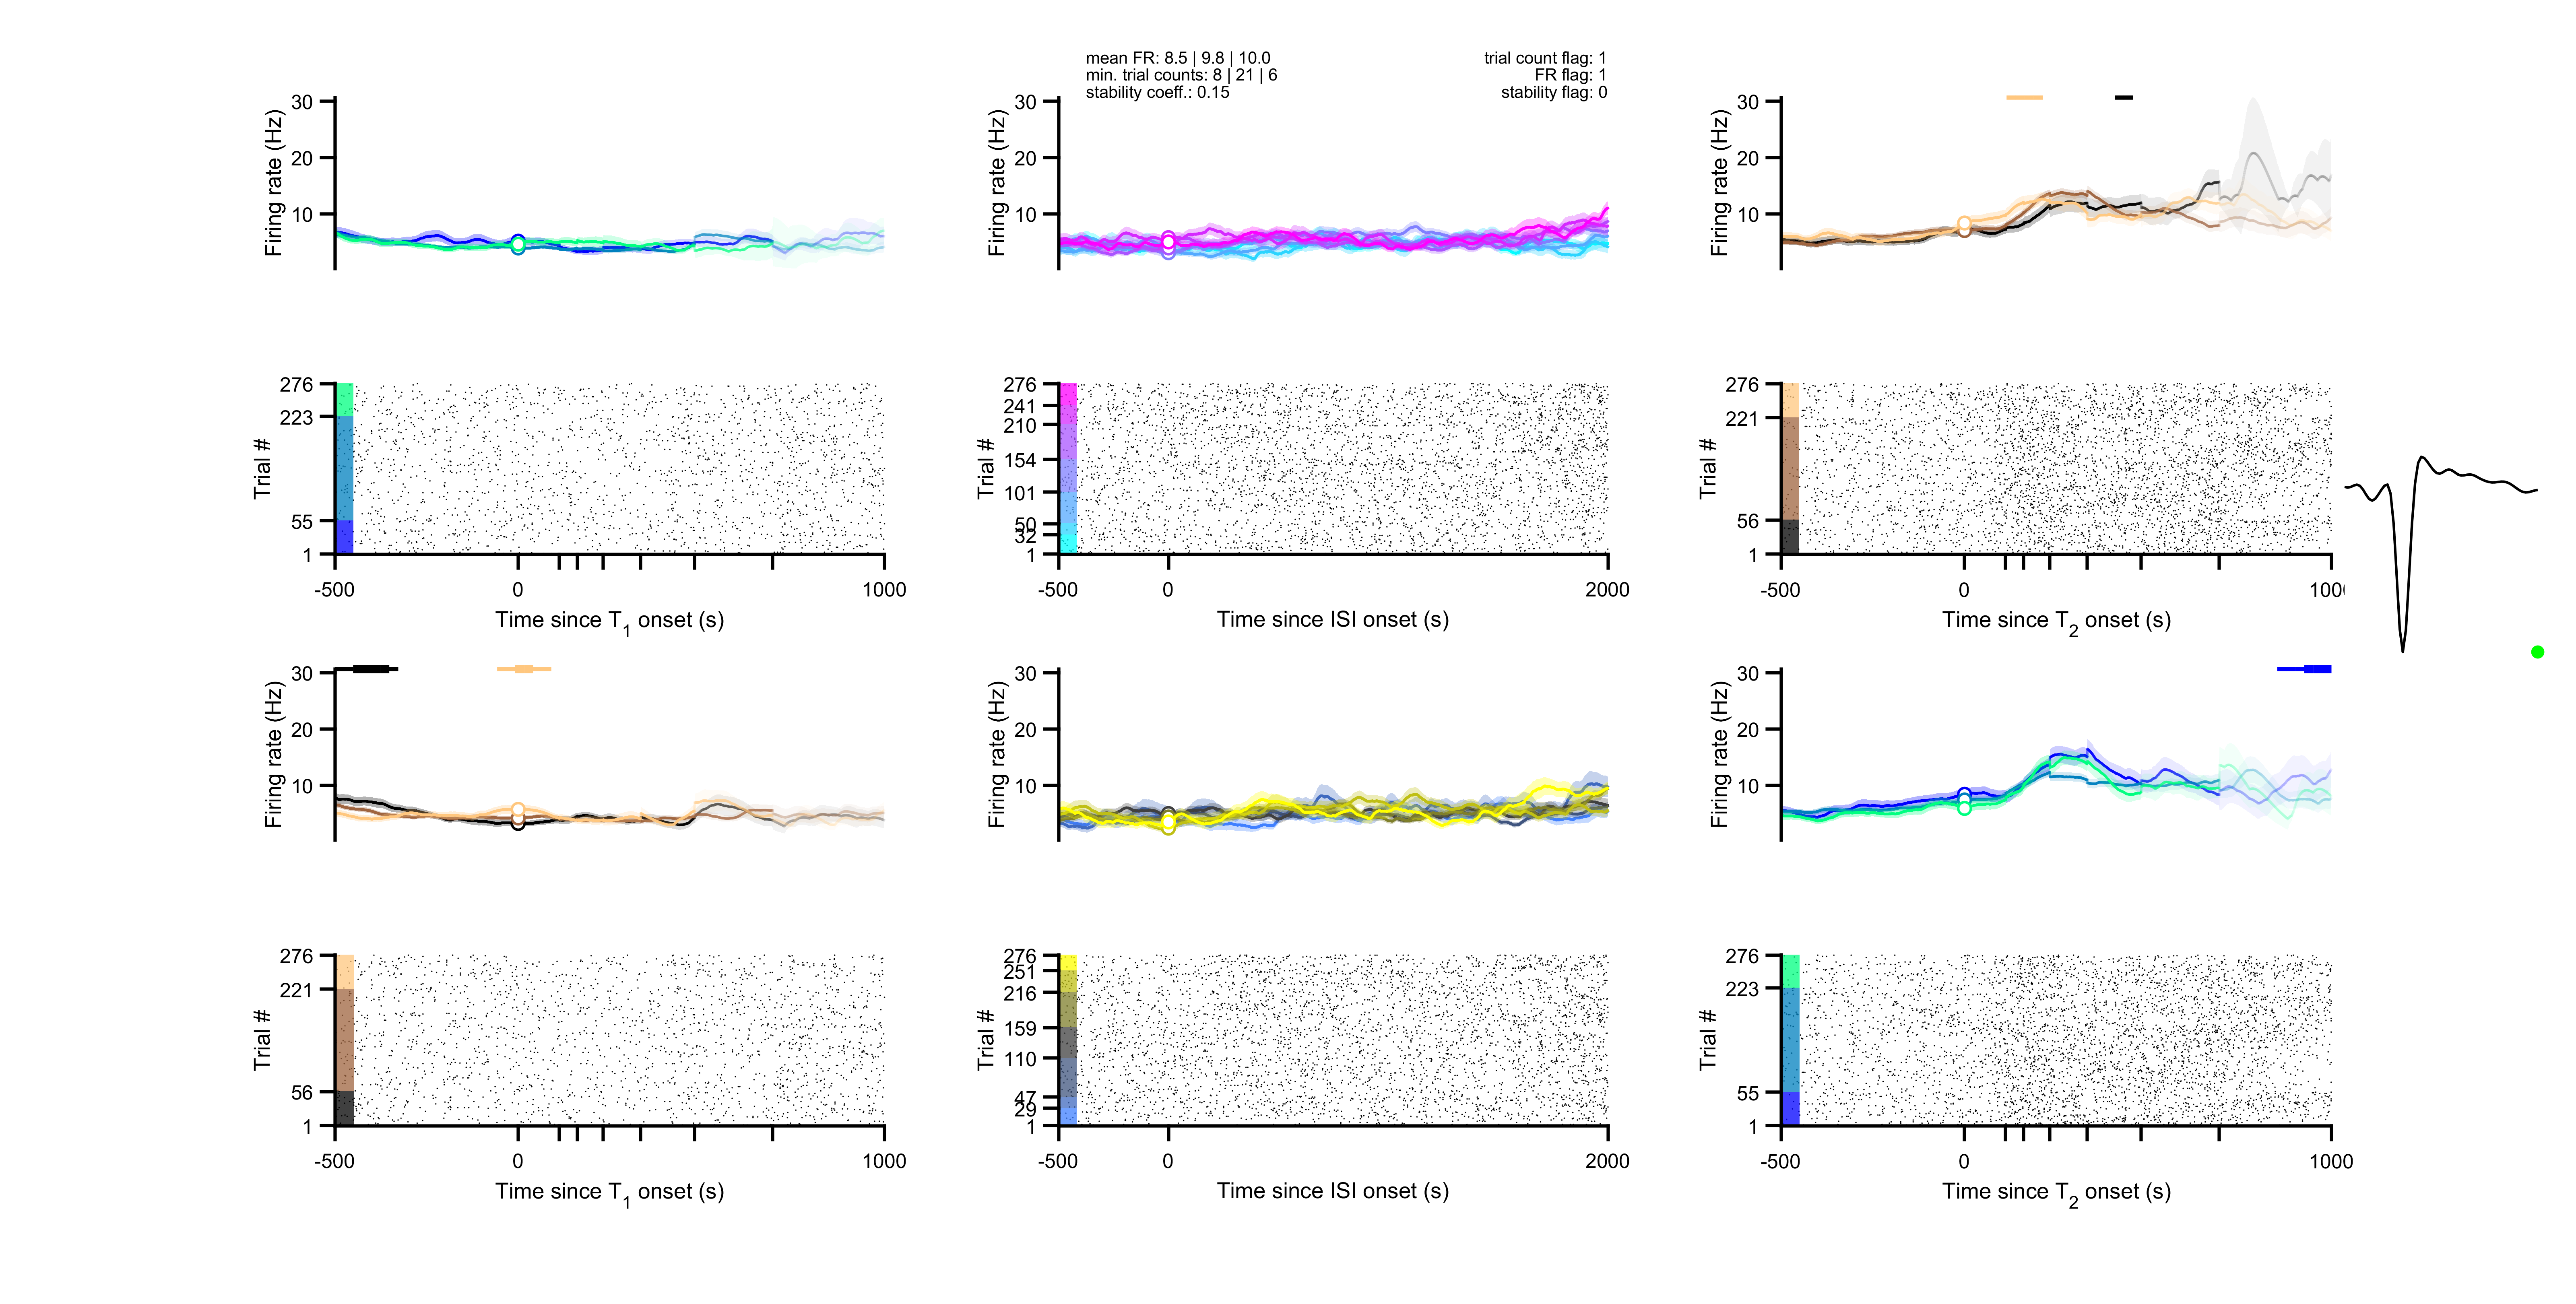 mean FR: 8.5 | 9.8 | 10.0
min. trial counts: 8 | 21 | 6
stability coeff.: 0.15
trial count flag: 1
FR flag: 1
stability flag: 0
Firing rate (Hz)
30
20
10
Firing rate (Hz)
30
20
10
Firing rate (Hz)
30
20
10
Trial #
276
223
55
1
-500
0
1000
Time since T1 onset (s)
Trial #
276
241
210
154
101
50
32
1
-500
0
2000
Time since ISI onset (s)
Trial #
276
221
56
1
-500
0
1000
Time since T2 onset (s)
Firing rate (Hz)
30
20
10
Firing rate (Hz)
30
20
10
Firing rate (Hz)
30
20
10
Trial #
276
221
56
1
-500
0
1000
Time since T1 onset (s)
Trial #
276
251
216
159
110
47
29
1
-500
0
2000
Time since ISI onset (s)
Trial #
276
223
55
1
-500
0
1000
Time since T2 onset (s)